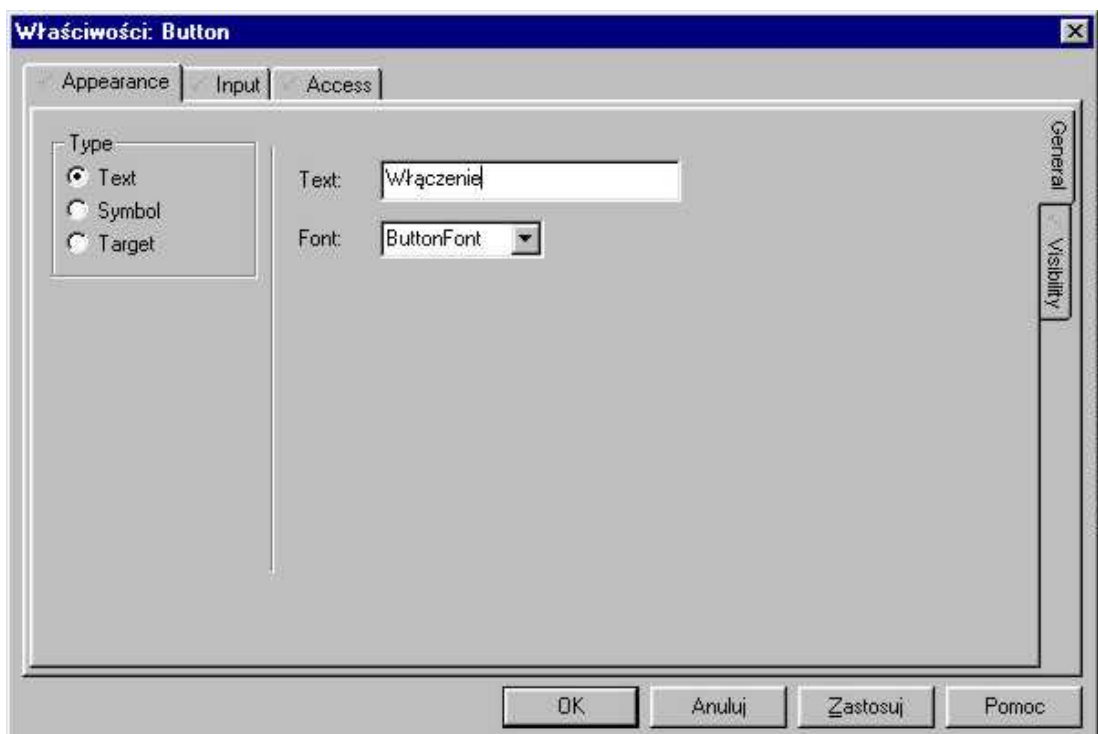 Właściwości: Button
Appearance Input Access
General
Visibility
Type
Text
Symbol
Target
Text: Włączenie
Font: ButtonFont
OK Anuluj Zastosuj Pomoc